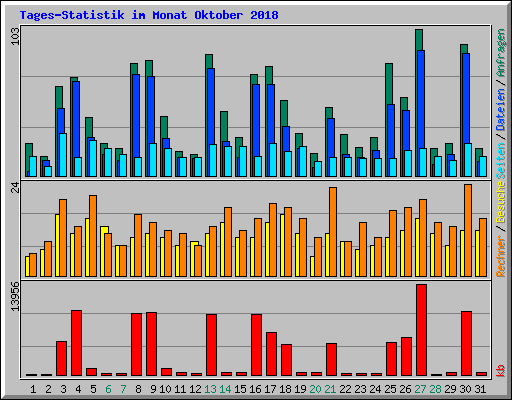 Tages-Statistik im Monat Oktober 2018
103
24
13956
Rechner / Besuche Seiten / Dateien / Anfragen
kb
1 2 3 4 5 6 7 8 9 10 11 12 13 14 15 16 17 18 19 20 21 22 23 24 25 26 27 28 29 30 31